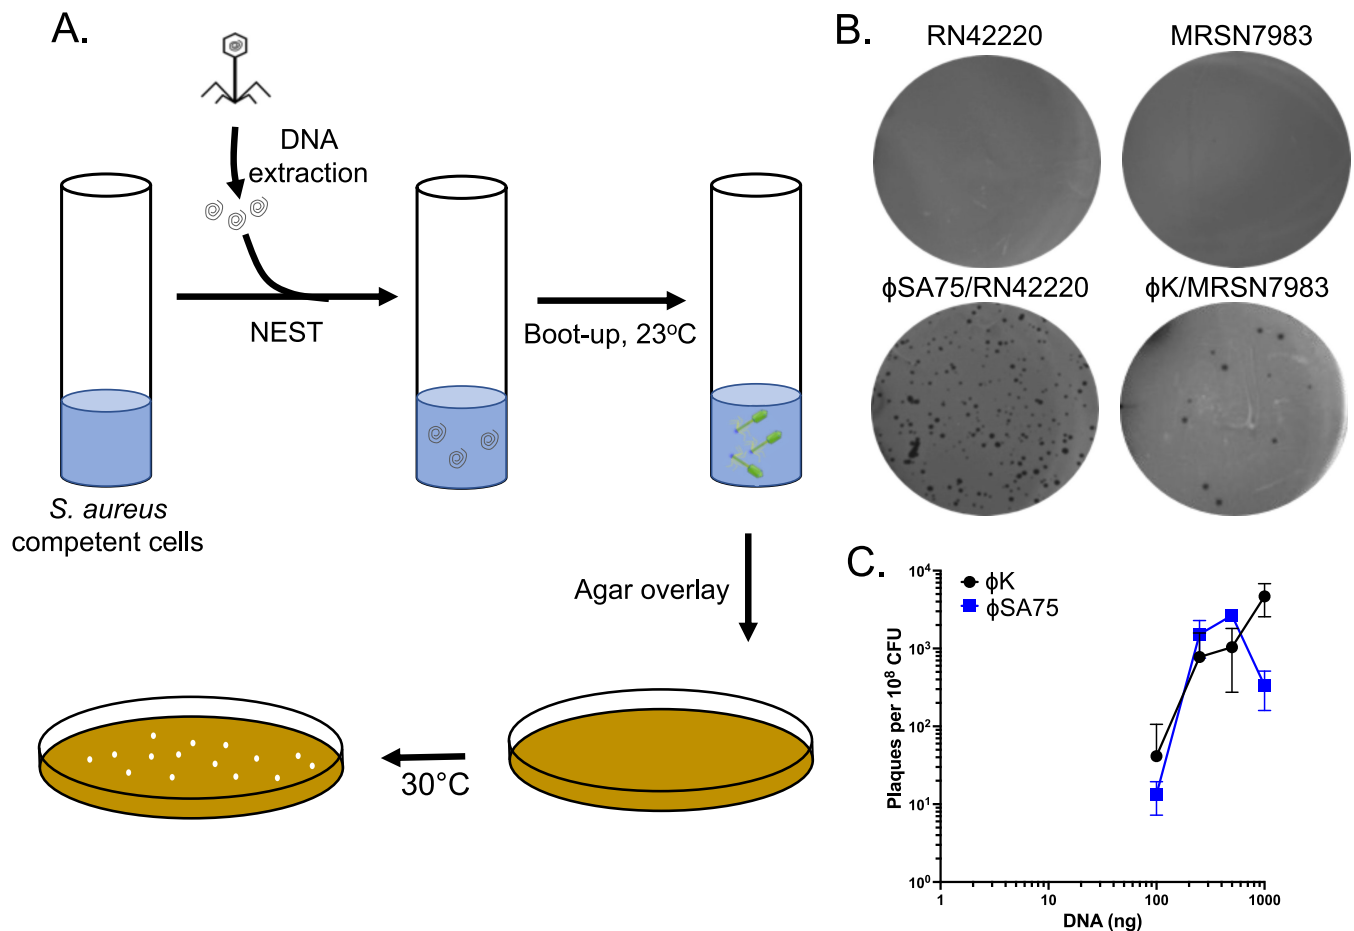 A.
DNA
extraction
NEST
Boot-up, 23°C
S. aureus
competent cells
Agar overlay
30°C
B.
RN42220
MRSN7983
ϕSA75/RN42220
ϕK/MRSN7983
C.
ϕK
ϕSA75
Plaques per 10⁸ CFU
10⁴
10³
10²
10¹
10⁰
1
10
100
1000
DNA (ng)